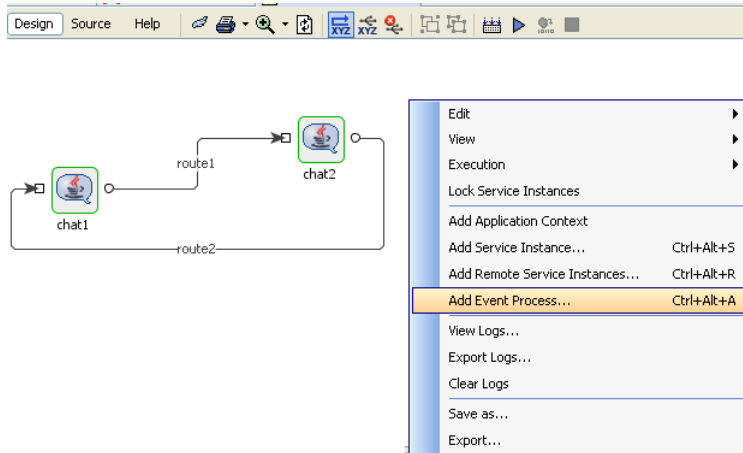 Design Source Help
XYZ XYZ
route1
chat2
chat1
route2
Edit
View
Execution
Lock Service Instances
Add Application Context
Add Service Instance... Ctrl+Alt+S
Add Remote Service Instances... Ctrl+Alt+R
Add Event Process... Ctrl+Alt+A
View Logs...
Export Logs...
Clear Logs
Save as...
Export...